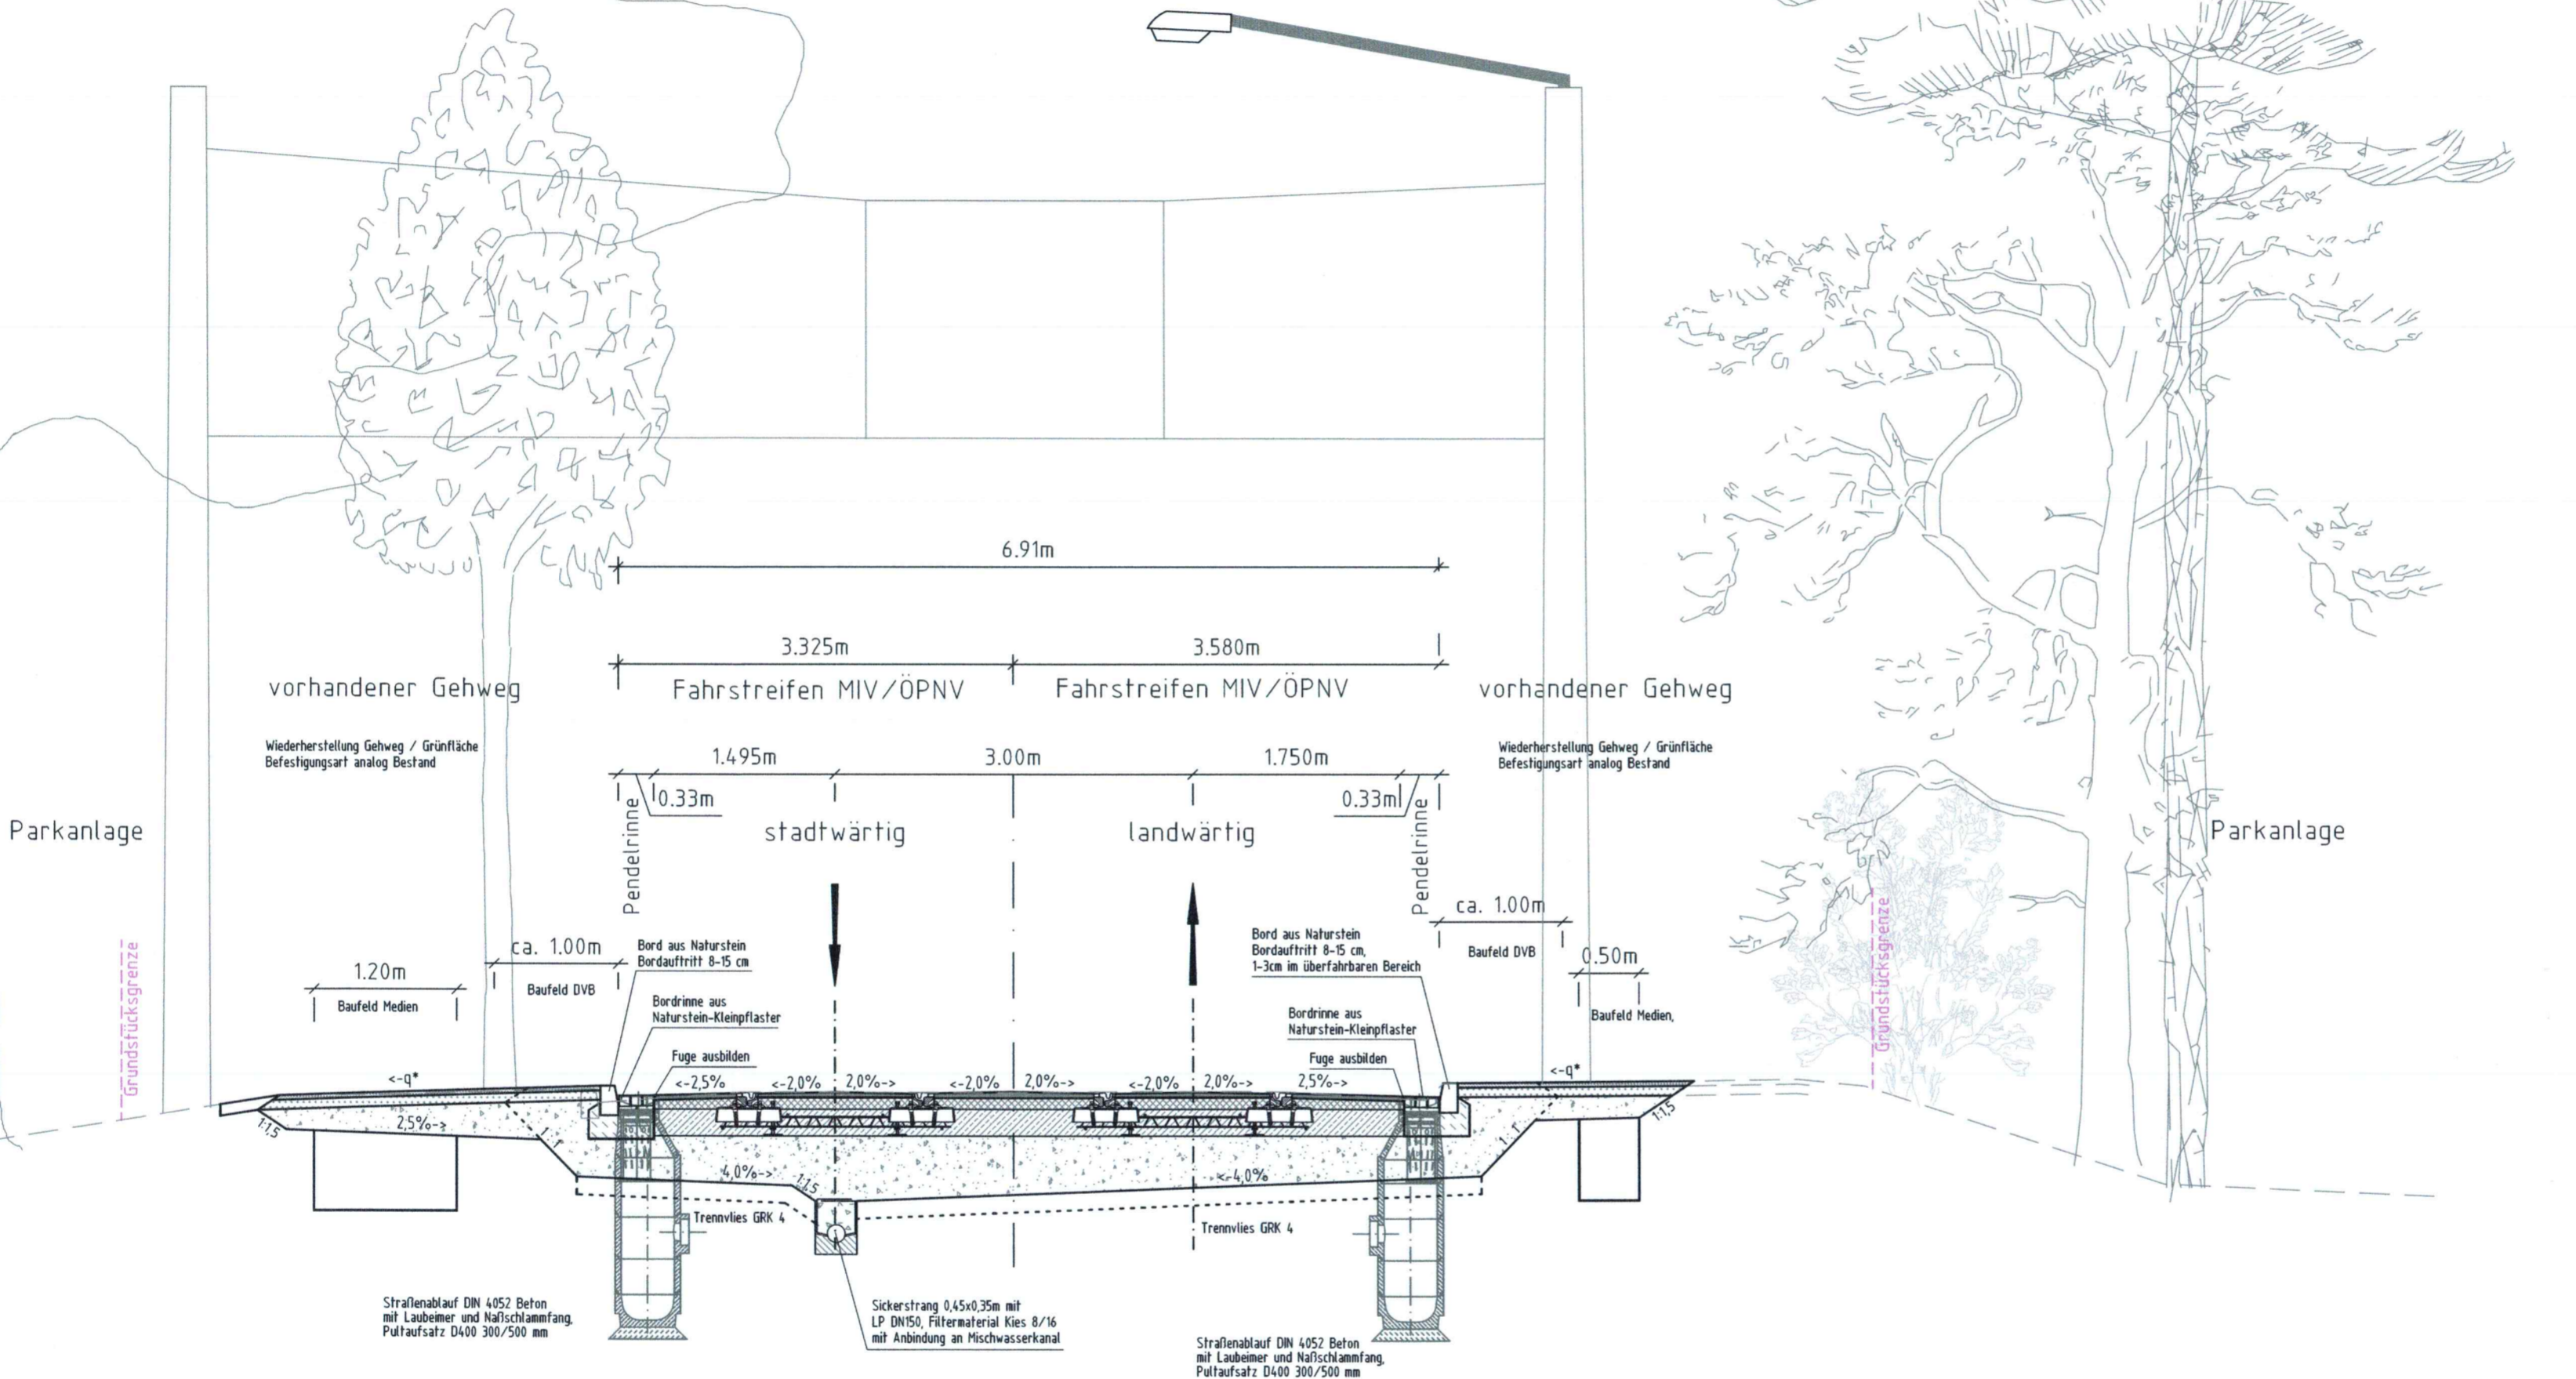 6.91m
3.325m
3.580m
vorhandener Gehweg
Fahrstreifen MIV/ÖPNV
Fahrstreifen MIV/ÖPNV
vorhandener Gehweg
Wiederherstellung Gehweg / Grünfläche
Befestigungsart analog Bestand
1.495m
3.00m
1.750m
Wiederherstellung Gehweg / Grünfläche
Befestigungsart analog Bestand
0.33m
0.33m
Pendelrinne
Pendelrinne
Parkanlage
stadtwärtig
landwärtig
Parkanlage
Grundstücksgrenze
Grundstücksgrenze
1.20m
Baufeld Medien
ca. 1.00m
Baufeld DVB
Bord aus Naturstein
Bordauftritt 8-15 cm
Bordrinne aus
Naturstein-Kleinpflaster
Fuge ausbilden
Bord aus Naturstein
Bordauftritt 8-15 cm,
1-3cm im überfahrbaren Bereich
Bordrinne aus
Naturstein-Kleinpflaster
Fuge ausbilden
ca. 1.00m
Baufeld DVB
0.50m
Baufeld Medien,
<-q*
<-2,5%
<-2,0%
2,0%->
<-2,0%
2,0%->
<-2,0%
2,0%->
2,5%->
<-q*
1:1,5
2,5%->
1:1
4,0%->
1:1,5
<-4,0%
1:1
1:1,5
Trennvlies GRK 4
Trennvlies GRK 4
Straßenablauf DIN 4052 Beton
mit Laubeimer und Naßschlammfang,
Pultaufsatz D400 300/500 mm
Sickerstrang 0,45x0,35m mit
LP DN150, Filtermaterial Kies 8/16
mit Anbindung an Mischwasserkanal
Straßenablauf DIN 4052 Beton
mit Laubeimer und Naßschlammfang,
Pultaufsatz D400 300/500 mm